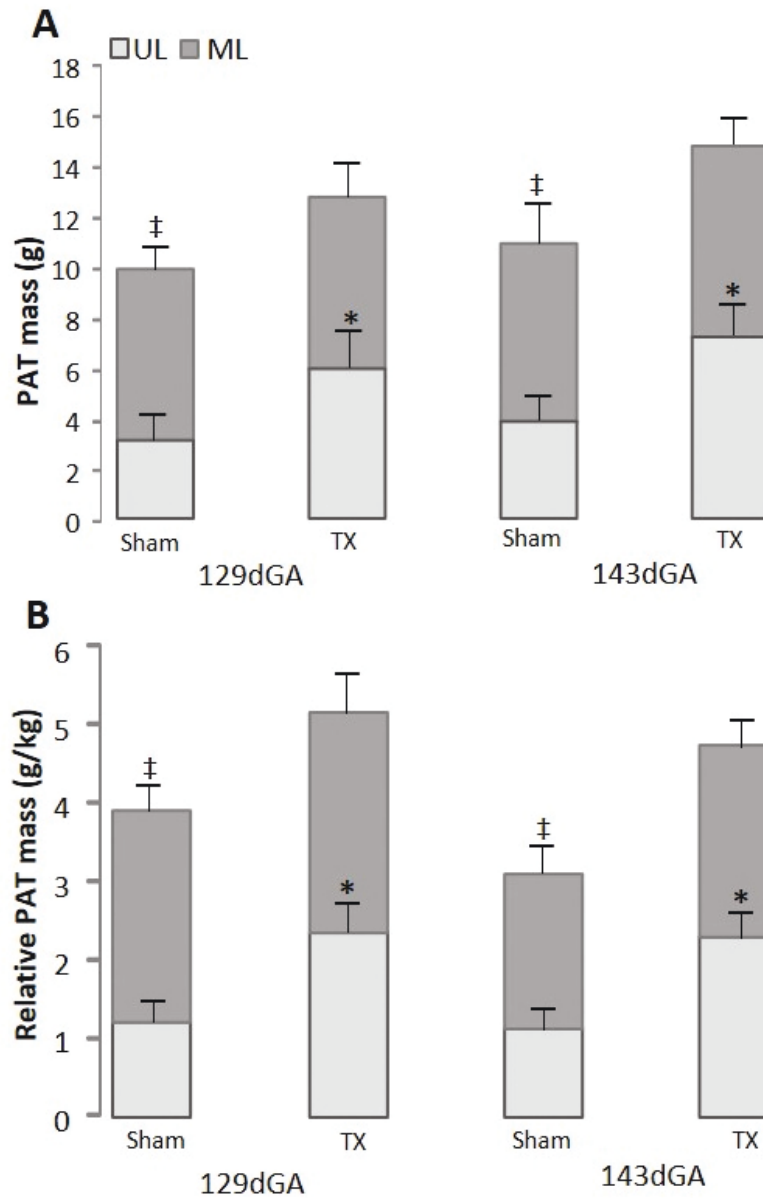 A
UL ML
18
16
14
12
10
8
6
4
2
0
PAT mass (g)
‡
*
‡
*
Sham TX Sham TX
129dGA 143dGA
B
6
5
4
3
2
1
0
Relative PAT mass (g/kg)
‡
*
‡
*
Sham TX Sham TX
129dGA 143dGA